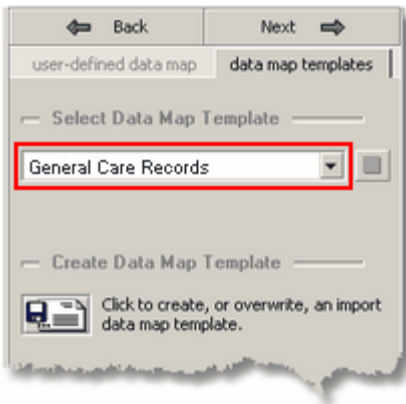 Back Next
user-defined data map data map templates
Select Data Map Template
General Care Records
Create Data Map Template
Click to create, or overwrite, an import
data map template.